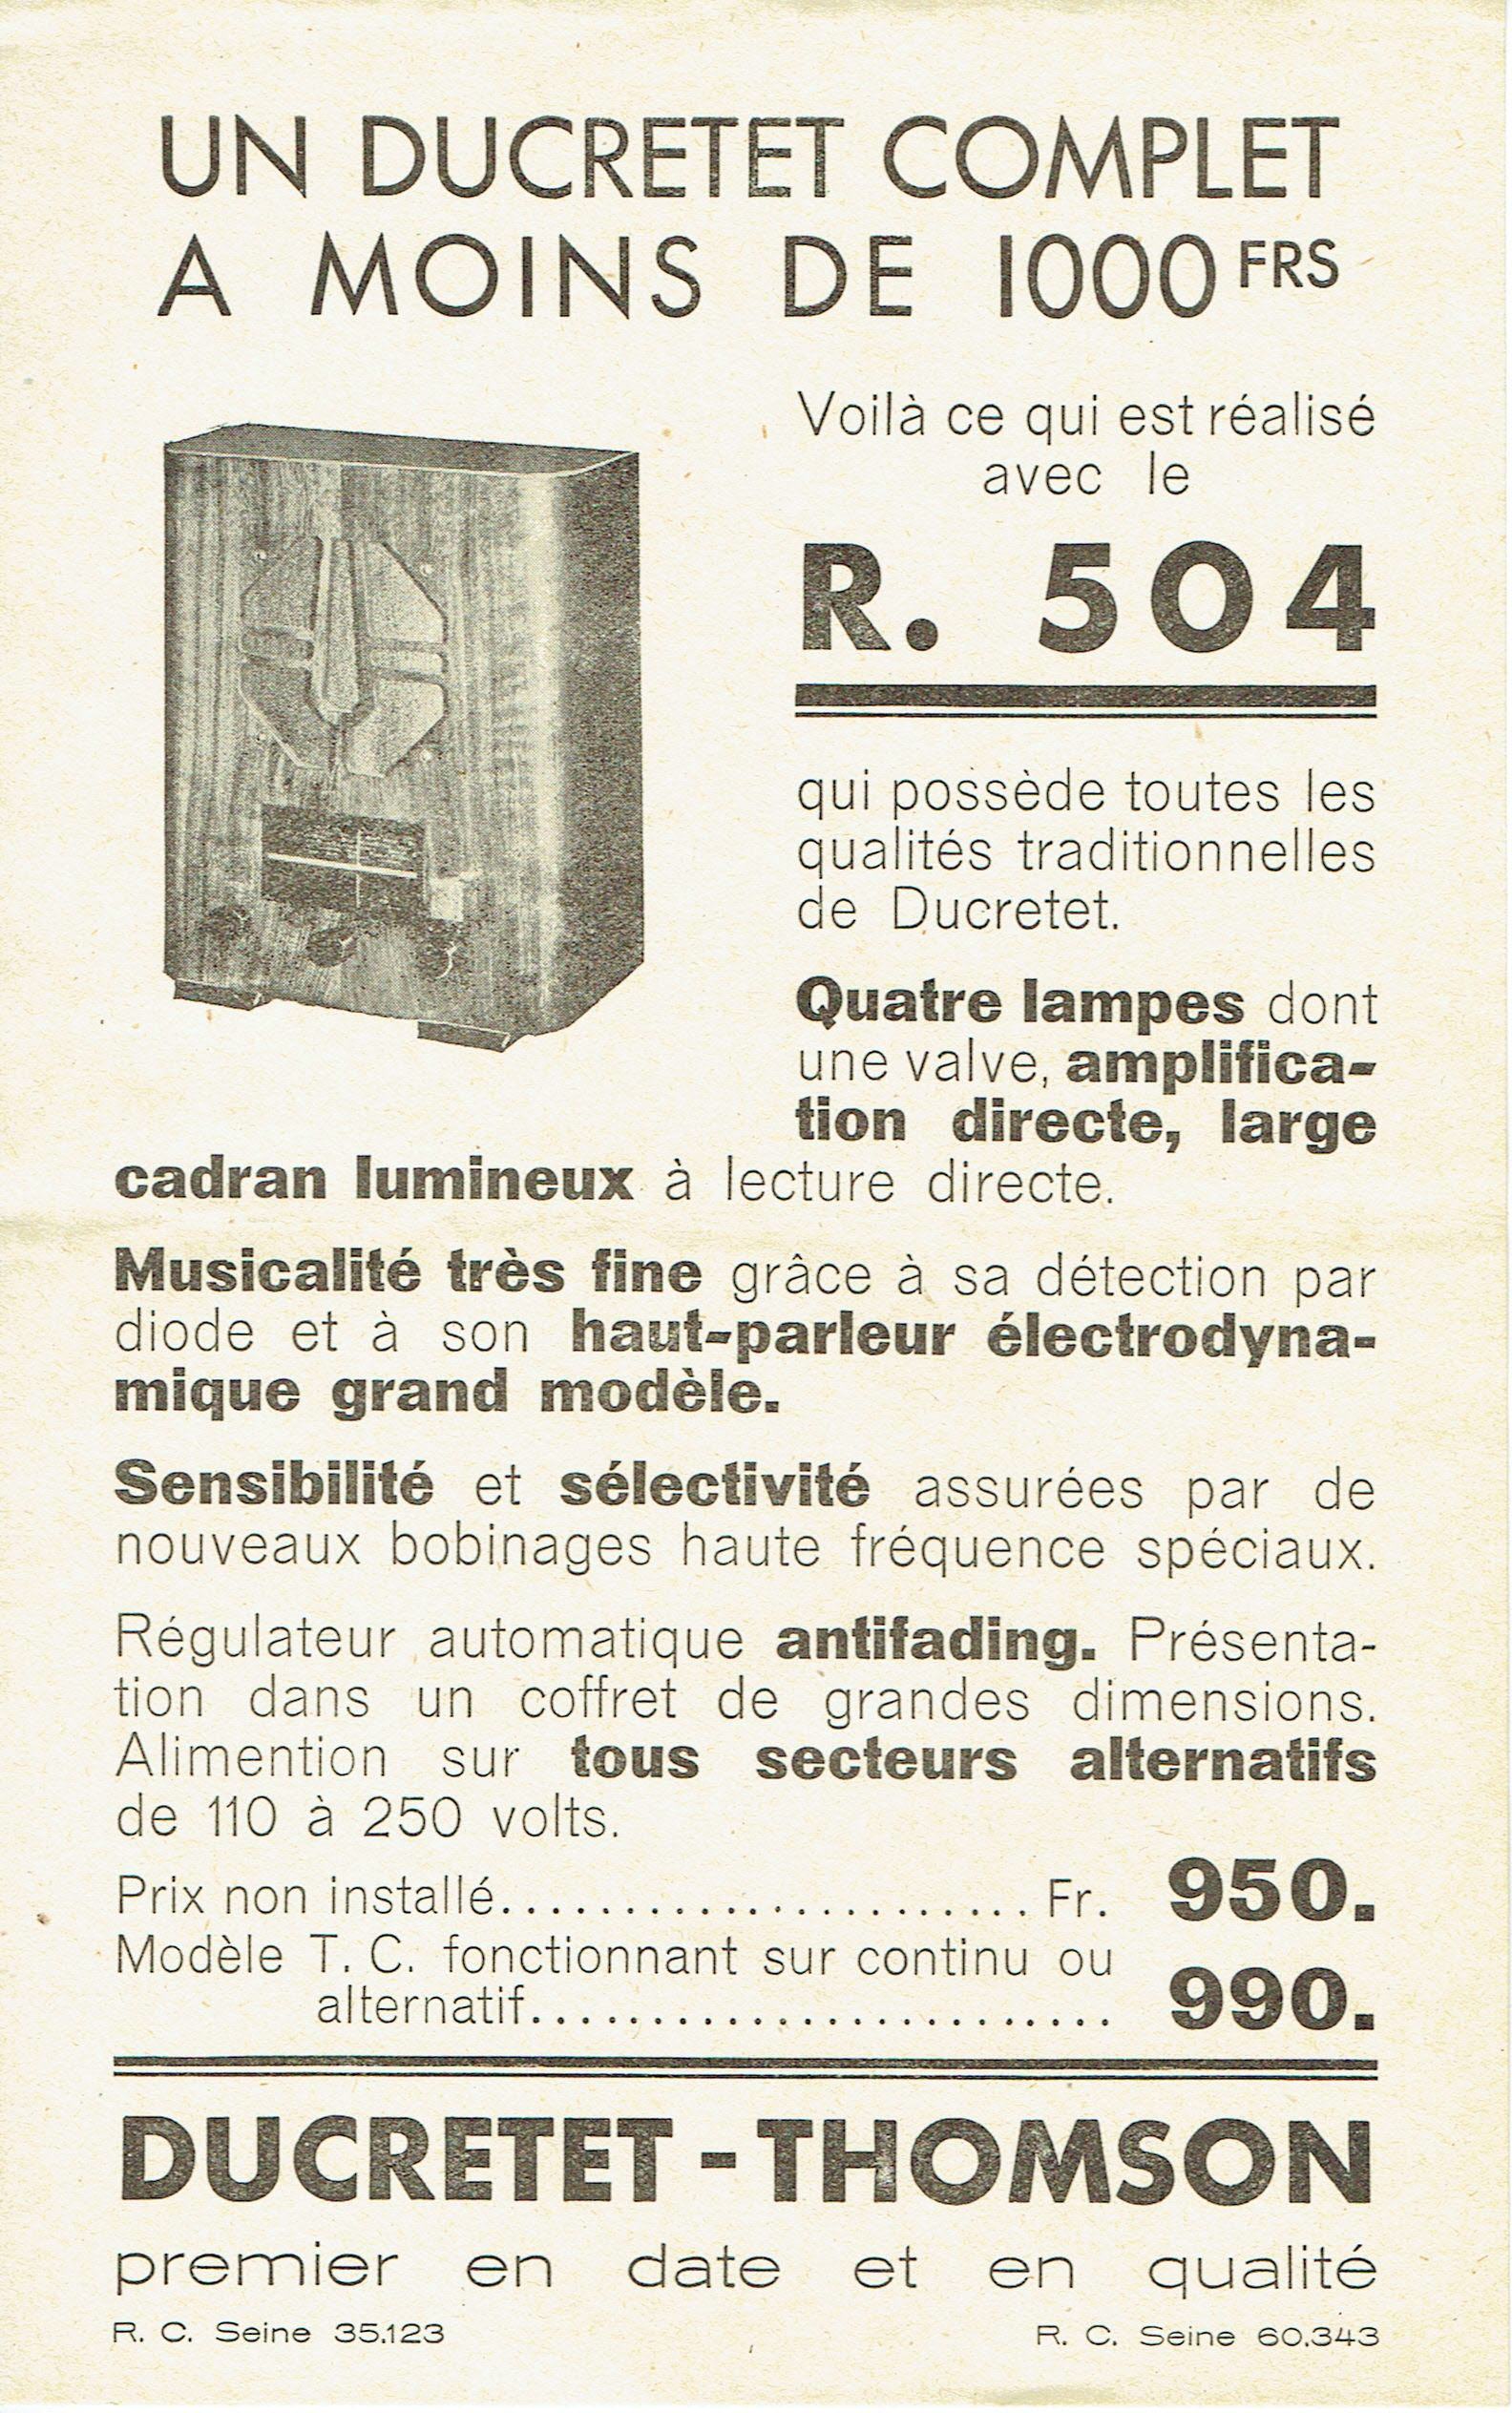 UN DUCRETET COMPLET
A MOINS DE 1000 FRS
Voilà ce qui est réalisé
avec le
R. 504
qui possède toutes les
qualités traditionnelles
de Ducretet.
Quatre lampes dont
une valve, amplifica-
tion directe, large
cadran lumineux à lecture directe.
Musicalité très fine grâce à sa détection par
diode et à son haut-parleur électrodyna-
mique grand modèle.
Sensibilité et sélectivité assurées par de
nouveaux bobinages haute fréquence spéciaux.
Régulateur automatique antifading. Présenta-
tion dans un coffret de grandes dimensions.
Alimention sur tous secteurs alternatifs
de 110 à 250 volts.
Prix non installé....................... Fr. 950.
Modèle T. C. fonctionnant sur continu ou
alternatif......................... 990.
DUCRETET-THOMSON
premier en date et en qualité
R. C. Seine 35.123
R. C. Seine 60.343